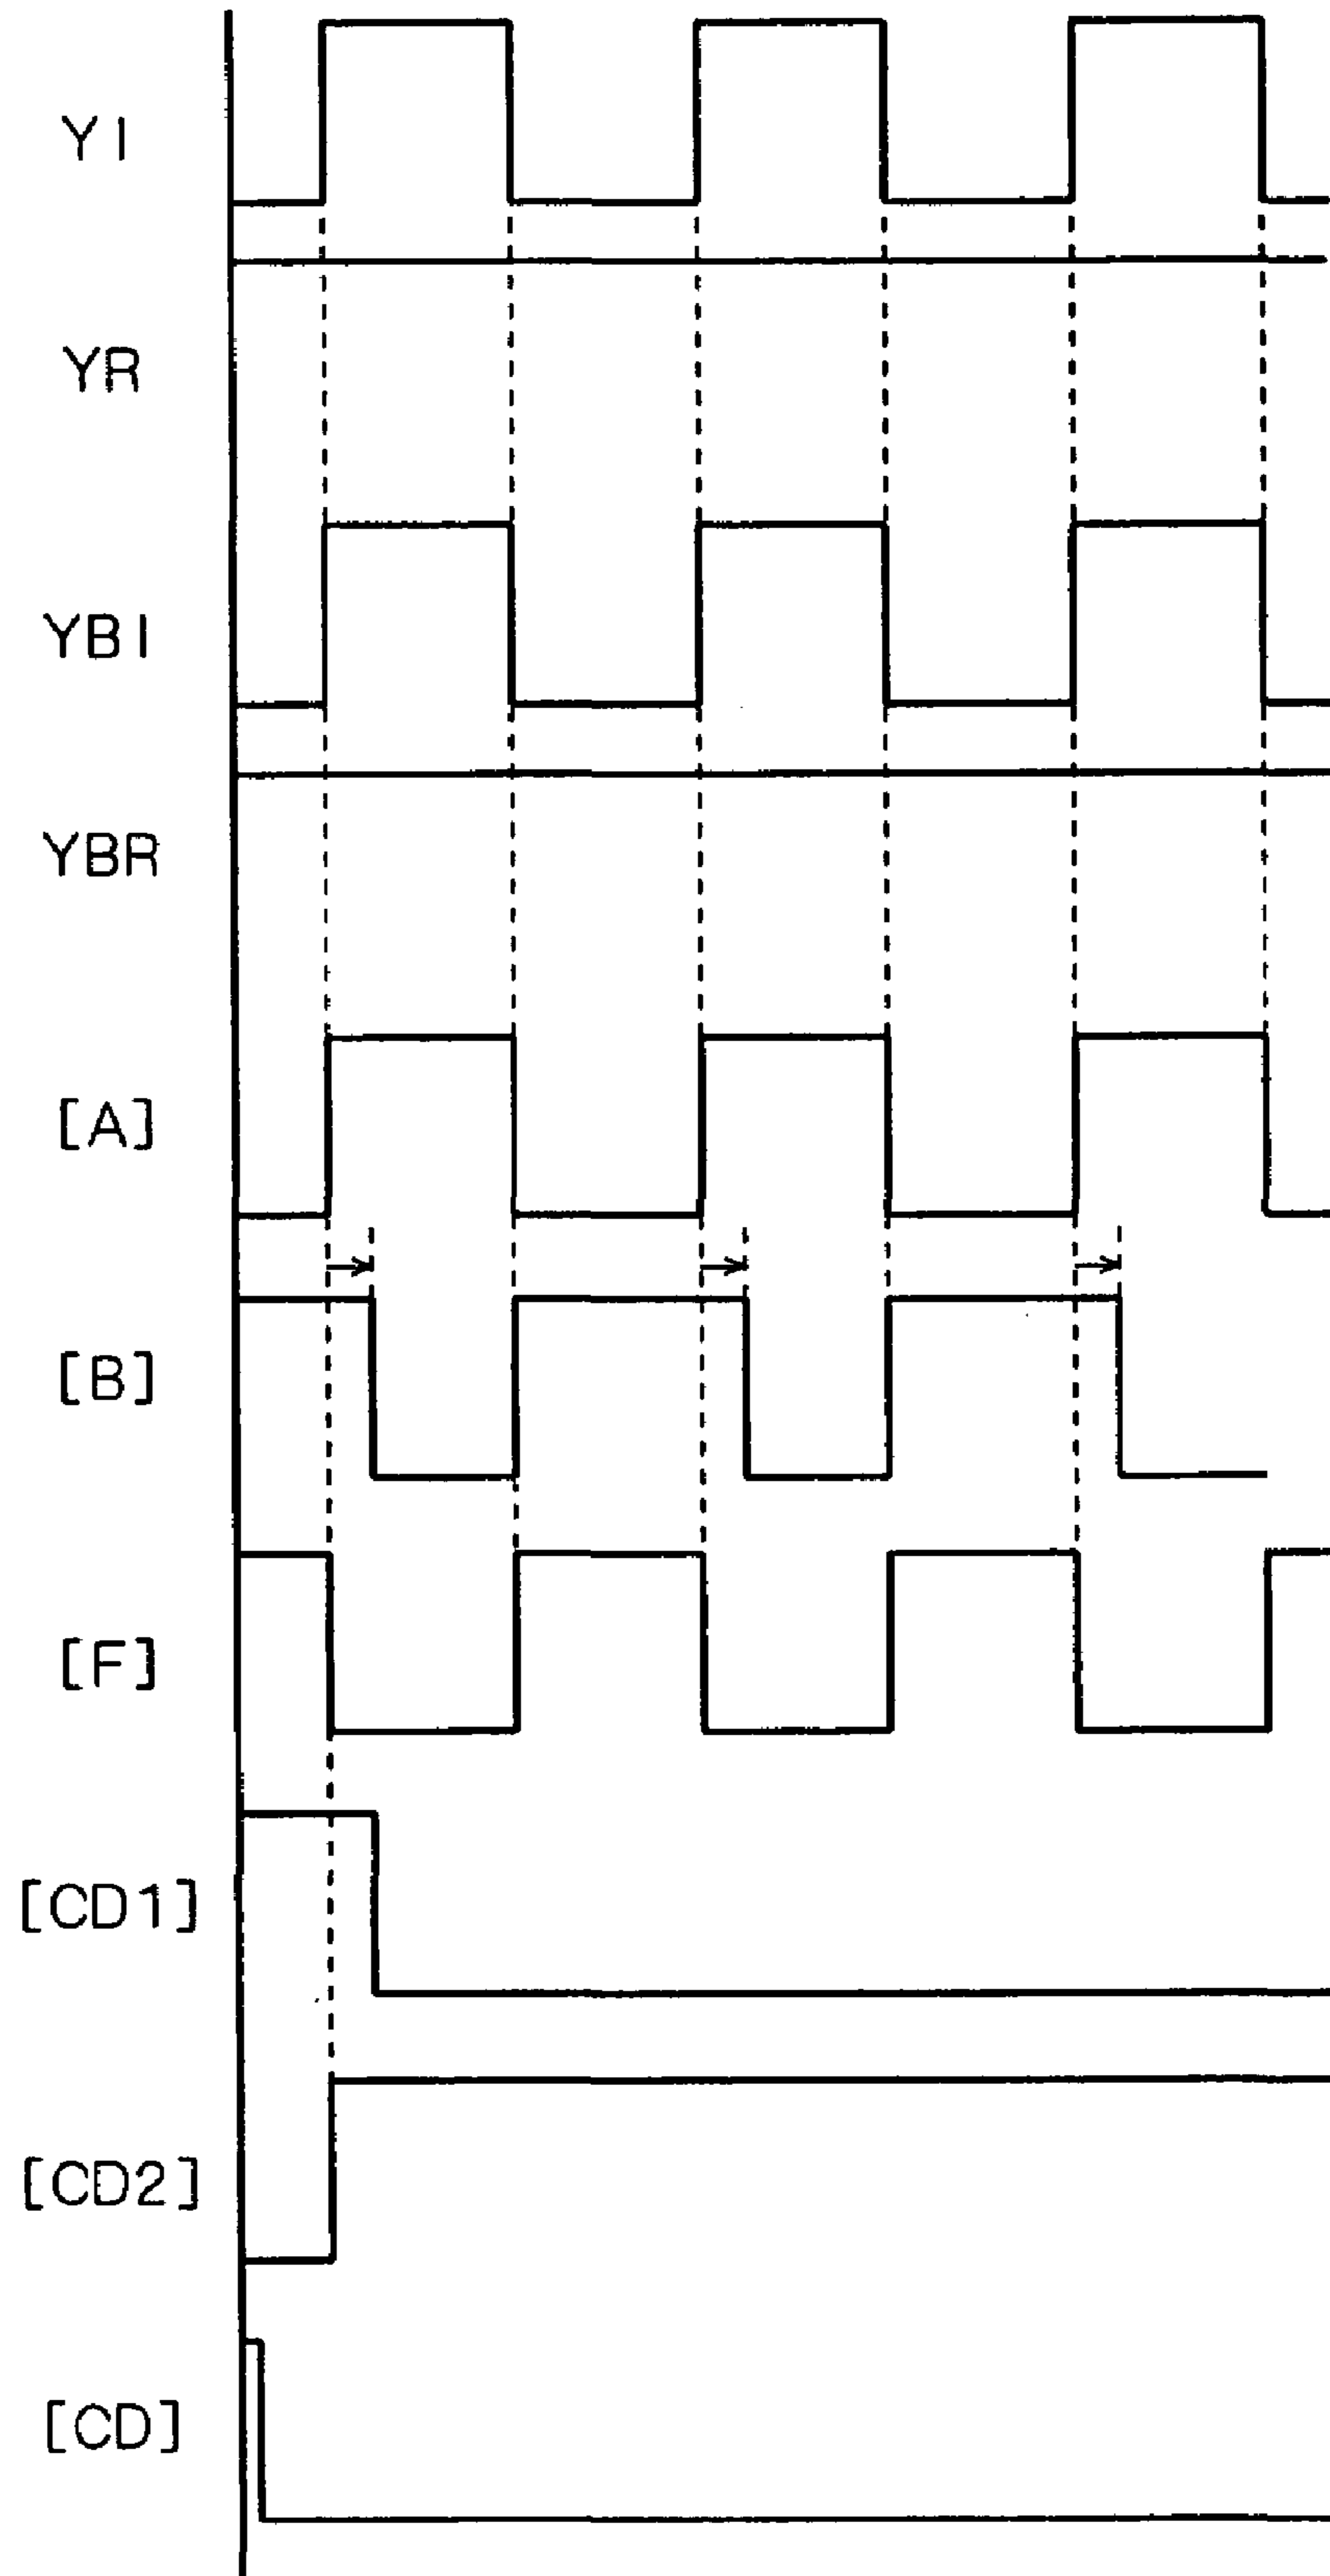 YI
YR
YBI
YBR
[A]
[B]
[F]
[CD1]
[CD2]
[CD]